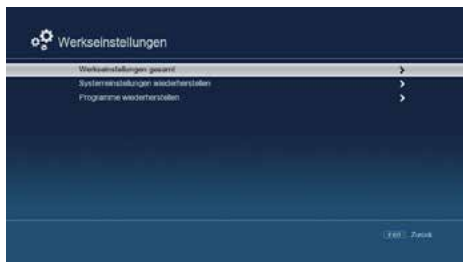 Werkseinstellungen
Werkseinstellungen gesamt
Systemeinstellungen wiederherstellen
Programme wiederherstellen
Exit Zurück